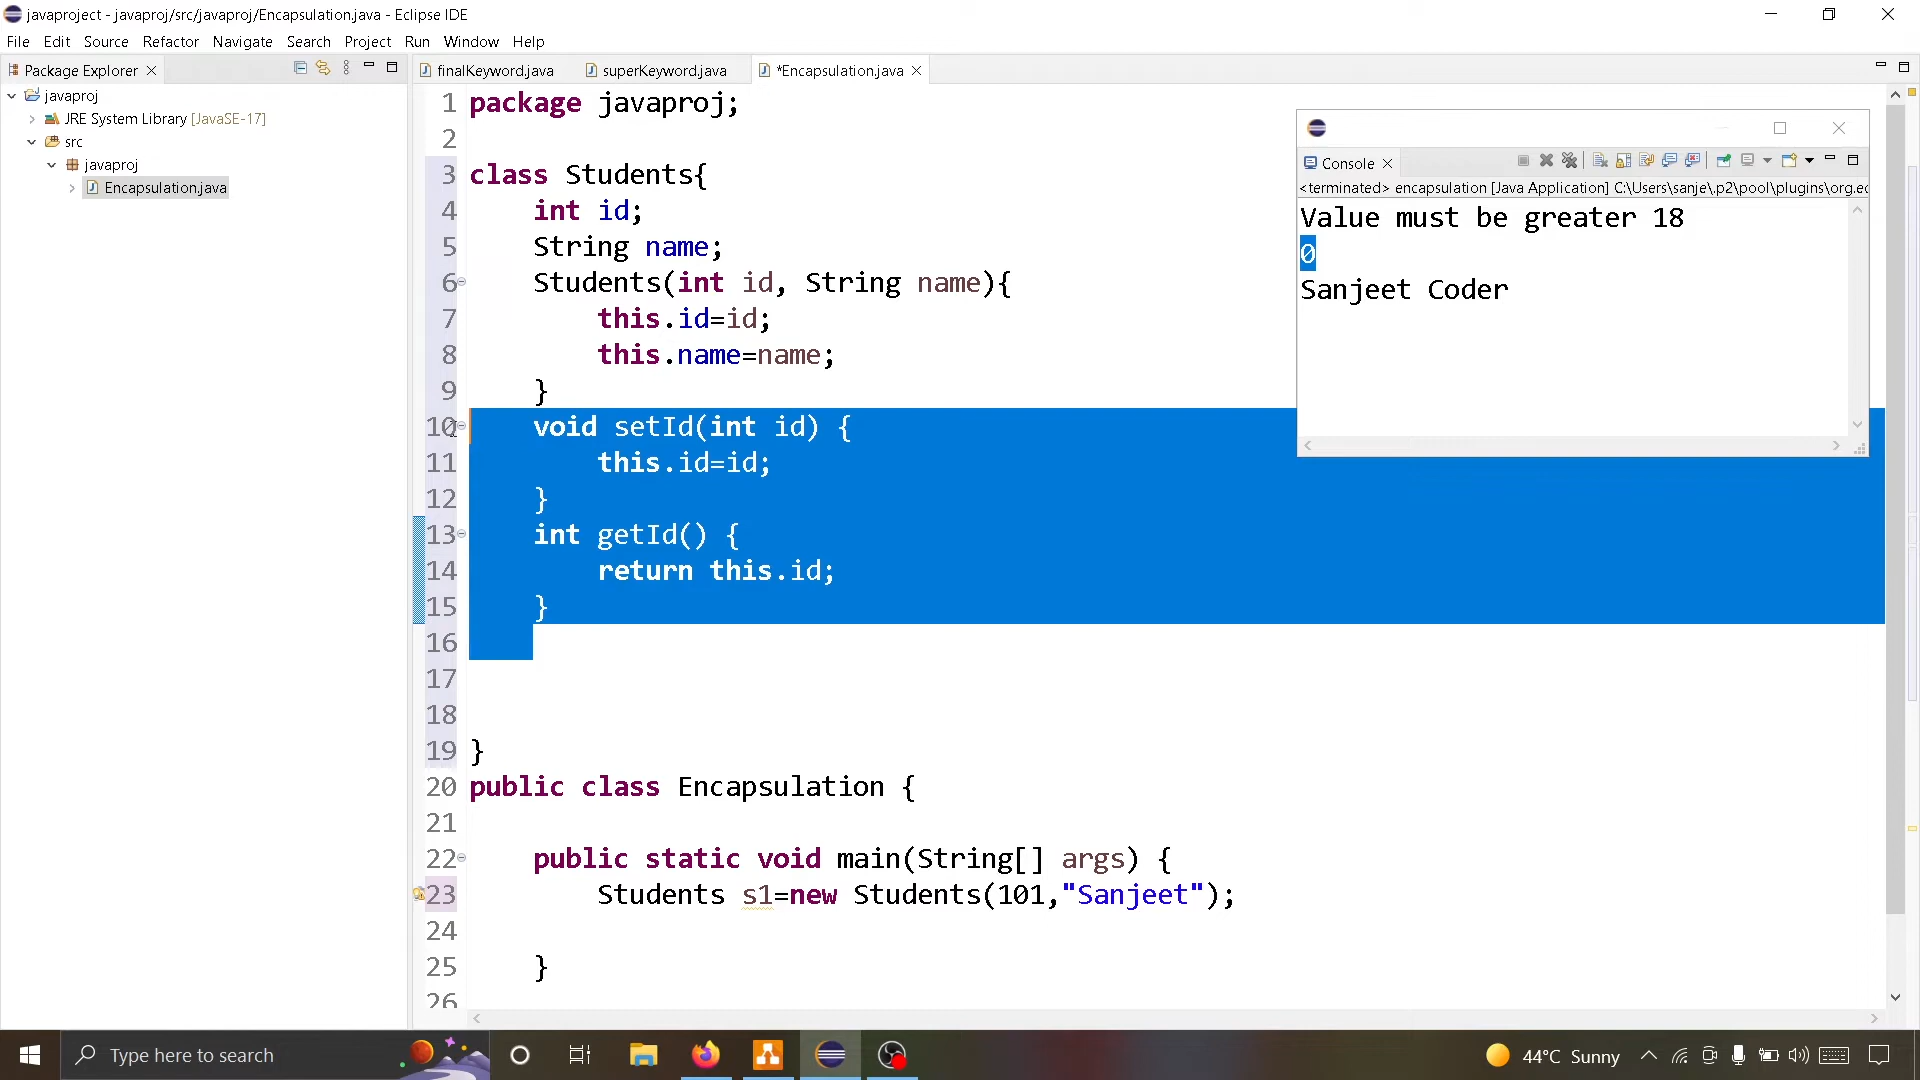 javaproject - javaproj/src/javaproj/Encapsulation.java - Eclipse IDE
File Edit Source Refactor Navigate Search Project Run Window Help
Package Explorer
javaproj
JRE System Library [JavaSE-17]
src
javaproj
Encapsulation.java
finalKeyword.java superKeyword.java *Encapsulation.java
1 package javaproj;
2
3 class Students{
4 int id;
5 String name;
6 Students(int id, String name){
7 this.id=id;
8 this.name=name;
9 }
10 void setId(int id) {
11 this.id=id;
12 }
13 int getId() {
14 return this.id;
15 }
16
17
18
19 }
20 public class Encapsulation {
21
22 public static void main(String[] args) {
23 Students s1=new Students(101,"Sanjeet");
24
25 }
26
Console
<terminated> encapsulation [Java Application] C:\Users\sanje\.p2\pool\plugins\org.ec
Value must be greater 18
0
Sanjeet Coder
Type here to search
44°C Sunny